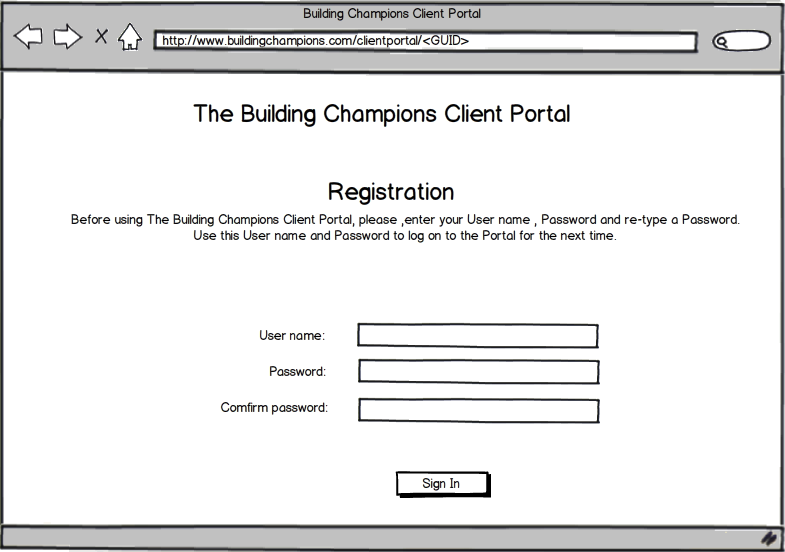 Building Champions Client Portal
http://www.buildingchampions.com/clientportal/<GUID>
The Building Champions Client Portal
Registration
Before using The Building Champions Client Portal, please ,enter your User name , Password and re-type a Password.
Use this User name and Password to log on to the Portal for the next time.
User name:
Password:
Comfirm password:
Sign In